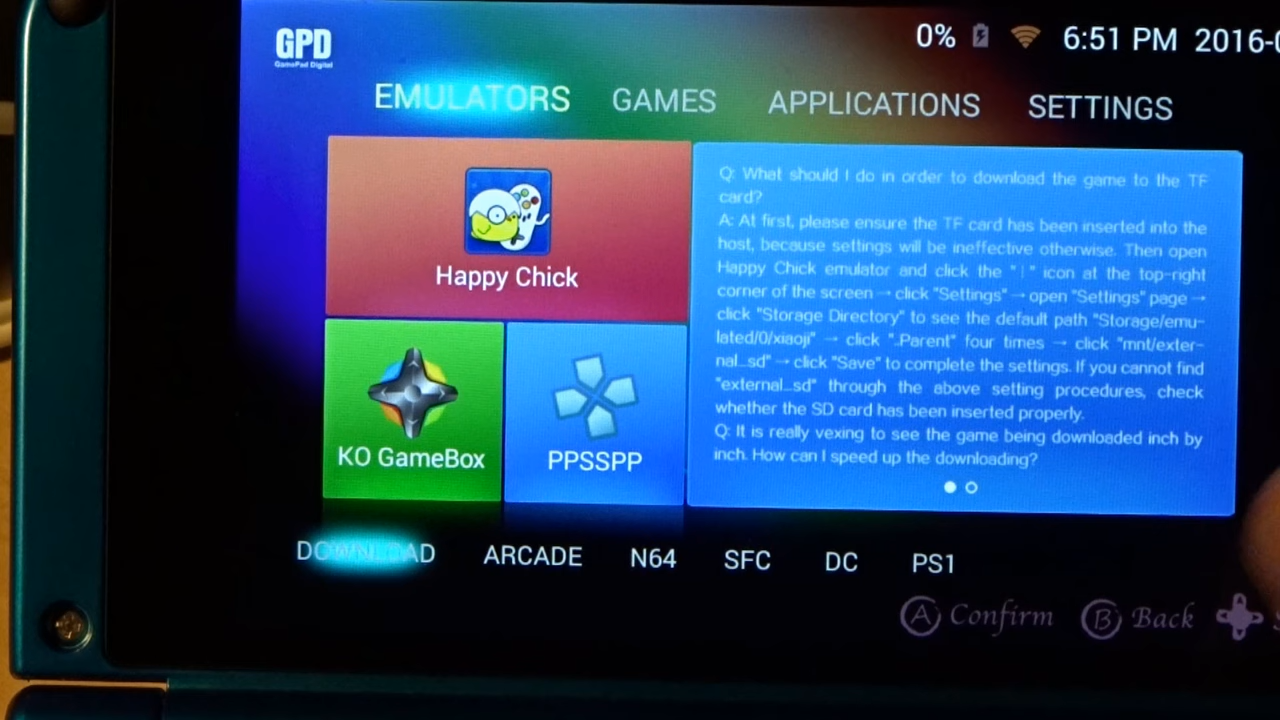 GPD
GamePad Digital
0%
6:51 PM
2016-0
EMULATORS
GAMES
APPLICATIONS
SETTINGS
Happy Chick
KO GameBox
PPSSPP
Q: What should I do in order to download the game to the TF
card?
A: At first, please ensure the TF card has been inserted into the
host, because settings will be ineffective otherwise. Then open
Happy Chick emulator and click the "⋮" icon at the top-right
corner of the screen → click "Settings" → open "Settings" page →
click "Storage Directory" to see the default path "Storage/emu-
lated/0/xiaoji" → click "..Parent" four times → click "mnt/exter-
nal_sd" → click "Save" to complete the settings. If you cannot find
"external_sd" through the above setting procedures, check
whether the SD card has been inserted properly.
Q: It is really vexing to see the game being downloaded inch by
inch. How can I speed up the downloading?
DOWNLOAD
ARCADE
N64
SFC
DC
PS1
A Confirm
B Back